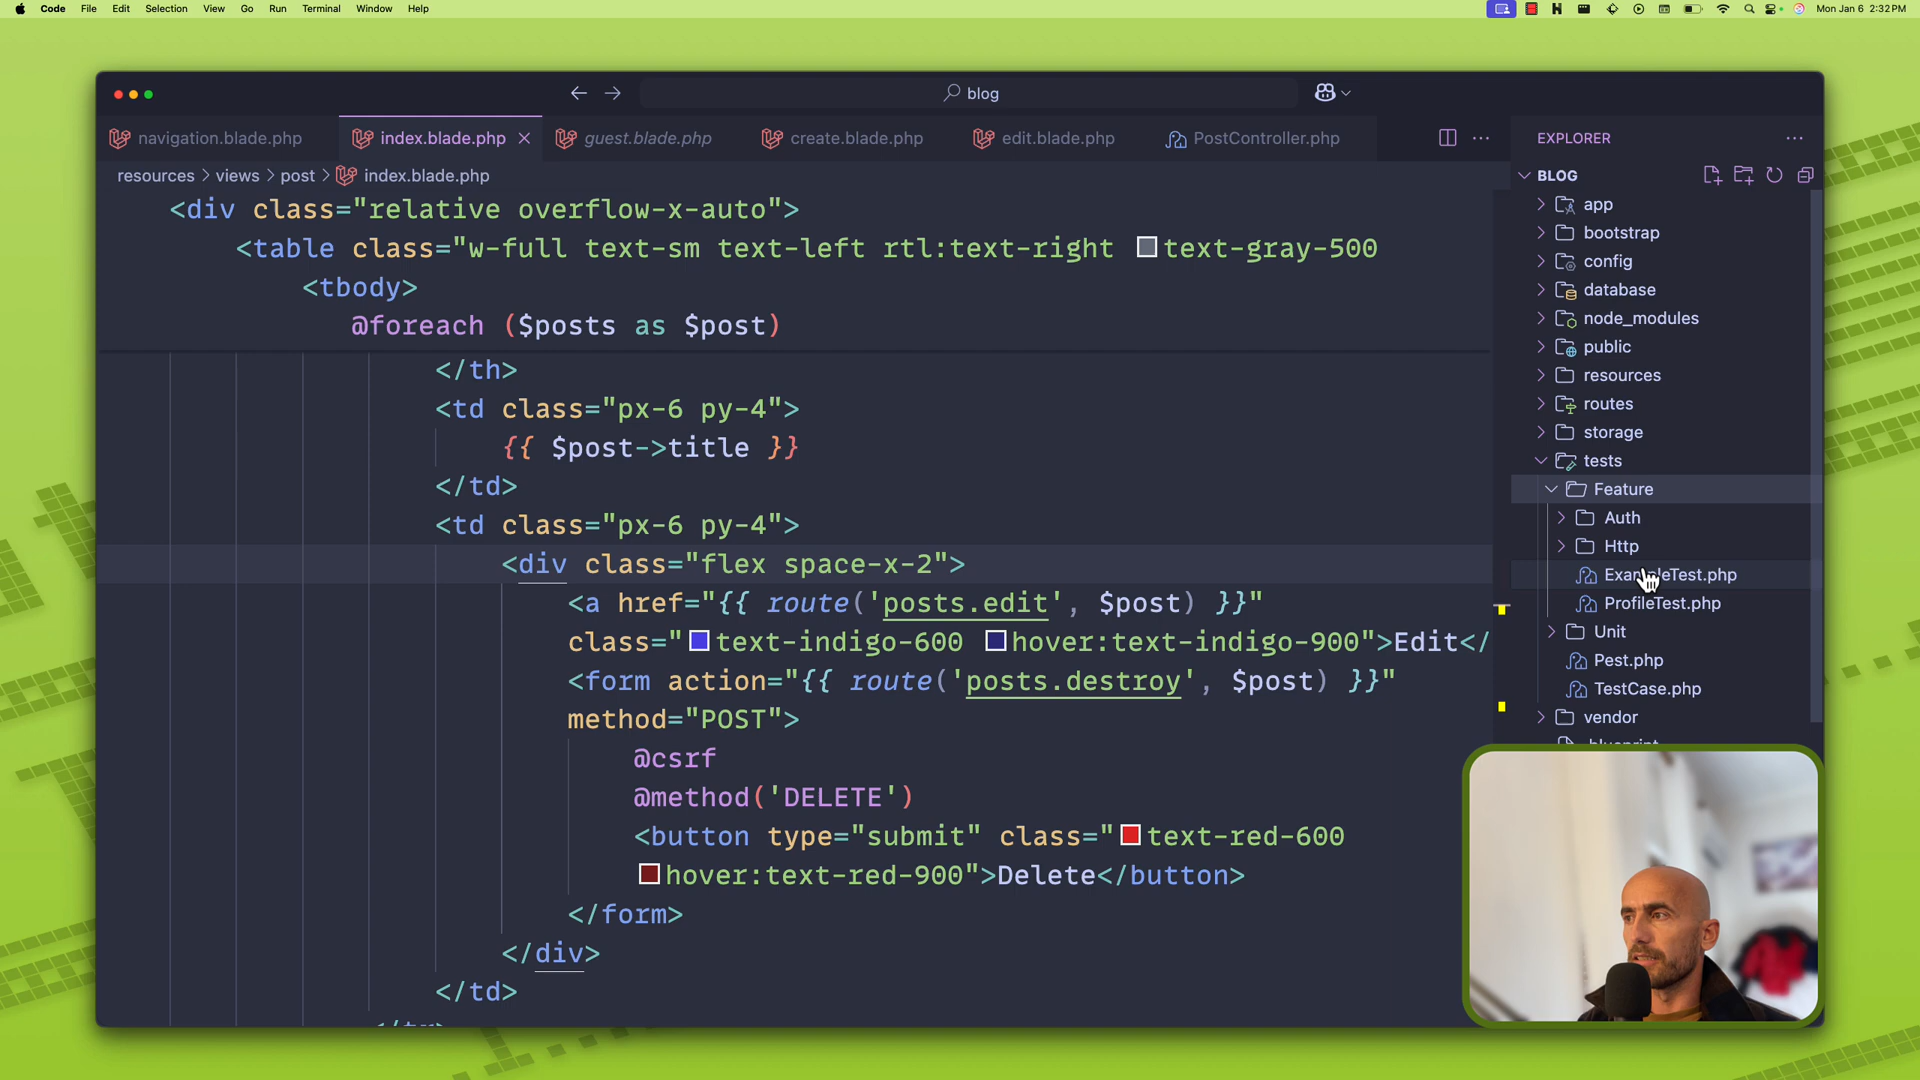 Code File Edit Selection View Go Run Terminal Window Help
Mon Jan 6 2:32 PM
blog
navigation.blade.php
index.blade.php
guest.blade.php
create.blade.php
edit.blade.php
PostController.php
resources > views > post > index.blade.php
<div class="relative overflow-x-auto">
<table class="w-full text-sm text-left rtl:text-right text-gray-500
<tbody>
@foreach ($posts as $post)
</th>
<td class="px-6 py-4">
{{ $post->title }}
</td>
<td class="px-6 py-4">
<div class="flex space-x-2">
<a href="{{ route('posts.edit', $post) }}"
class="text-indigo-600 hover:text-indigo-900">Edit</
<form action="{{ route('posts.destroy', $post) }}"
method="POST">
@csrf
@method('DELETE')
<button type="submit" class="text-red-600
hover:text-red-900">Delete</button>
</form>
</div>
</td>
EXPLORER
BLOG
app
bootstrap
config
database
node_modules
public
resources
routes
storage
tests
Feature
Auth
Http
ExampleTest.php
ProfileTest.php
Unit
Pest.php
TestCase.php
vendor